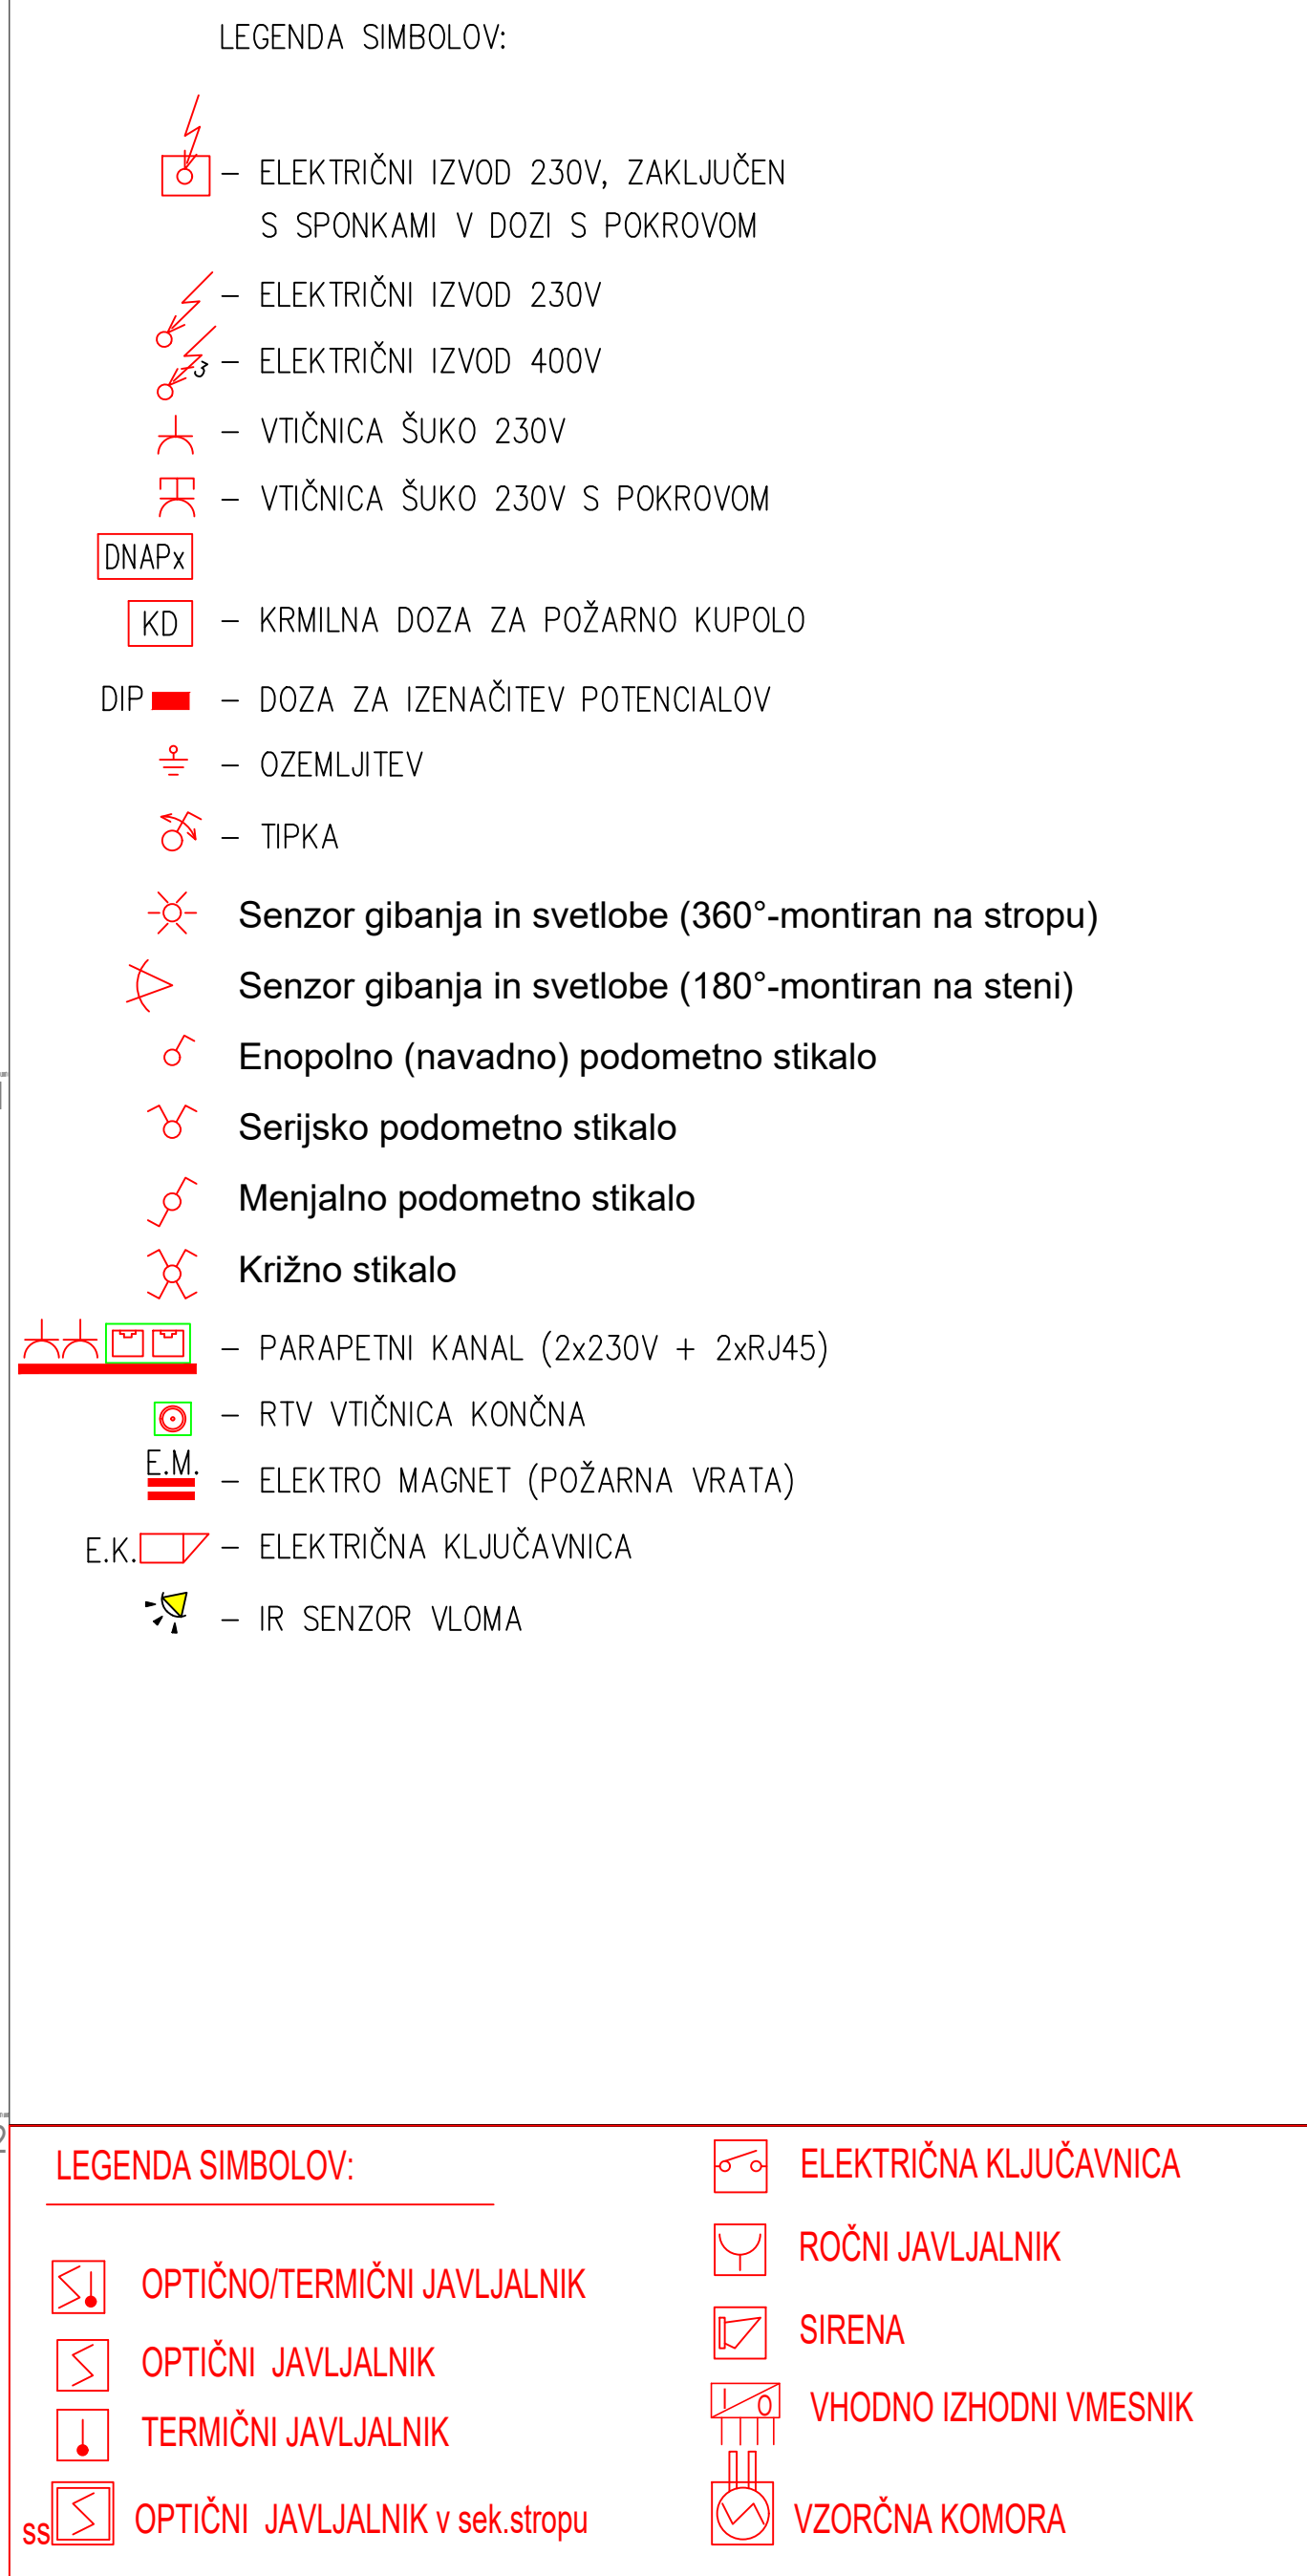 LEGENDA SIMBOLOV:
– ELEKTRIČNI IZVOD 230V, ZAKLJUČEN
S SPONKAMI V DOZI S POKROVOM
– ELEKTRIČNI IZVOD 230V
3 – ELEKTRIČNI IZVOD 400V
– VTIČNICA ŠUKO 230V
– VTIČNICA ŠUKO 230V S POKROVOM
DNAPx
KD – KRMILNA DOZA ZA POŽARNO KUPOLO
DIP – DOZA ZA IZENAČITEV POTENCIALOV
– OZEMLJITEV
– TIPKA
Senzor gibanja in svetlobe (360°-montiran na stropu)
Senzor gibanja in svetlobe (180°-montiran na steni)
Enopolno (navadno) podometno stikalo
Serijsko podometno stikalo
Menjalno podometno stikalo
Križno stikalo
– PARAPETNI KANAL (2x230V + 2xRJ45)
– RTV VTIČNICA KONČNA
E.M. – ELEKTRO MAGNET (POŽARNA VRATA)
E.K. – ELEKTRIČNA KLJUČAVNICA
– IR SENZOR VLOMA
LEGENDA SIMBOLOV:
OPTIČNO/TERMIČNI JAVLJALNIK
OPTIČNI JAVLJALNIK
TERMIČNI JAVLJALNIK
ss OPTIČNI JAVLJALNIK v sek.stropu
ELEKTRIČNA KLJUČAVNICA
ROČNI JAVLJALNIK
SIRENA
I O VHODNO IZHODNI VMESNIK
VZORČNA KOMORA